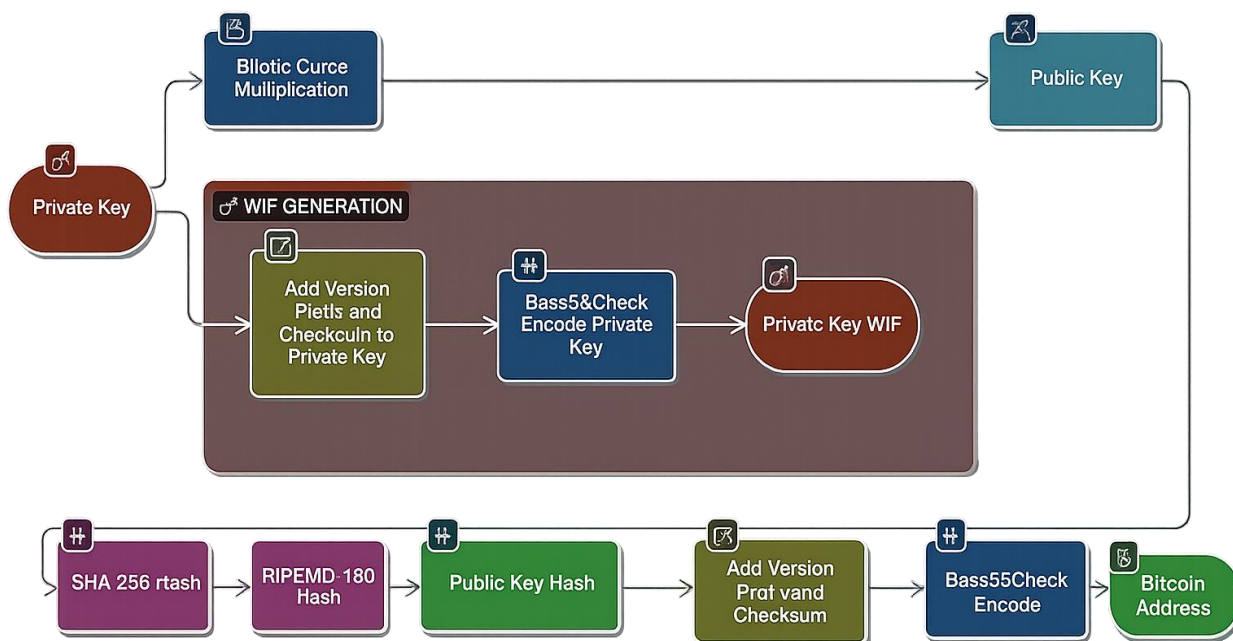 Bllotic Curce
Muiliplication
Public Key
Private Key
WIF GENERATION
Add Version
Pietls and
Checkculn to
Private Key
Bass5&Check
Encode Private
Key
Privatc Key WIF
SHA 256 rtash
RIPEMD-180
Hash
Public Key Hash
Add Version
Prat vand
Checksum
Bass55Check
Encode
Bitcoin
Address